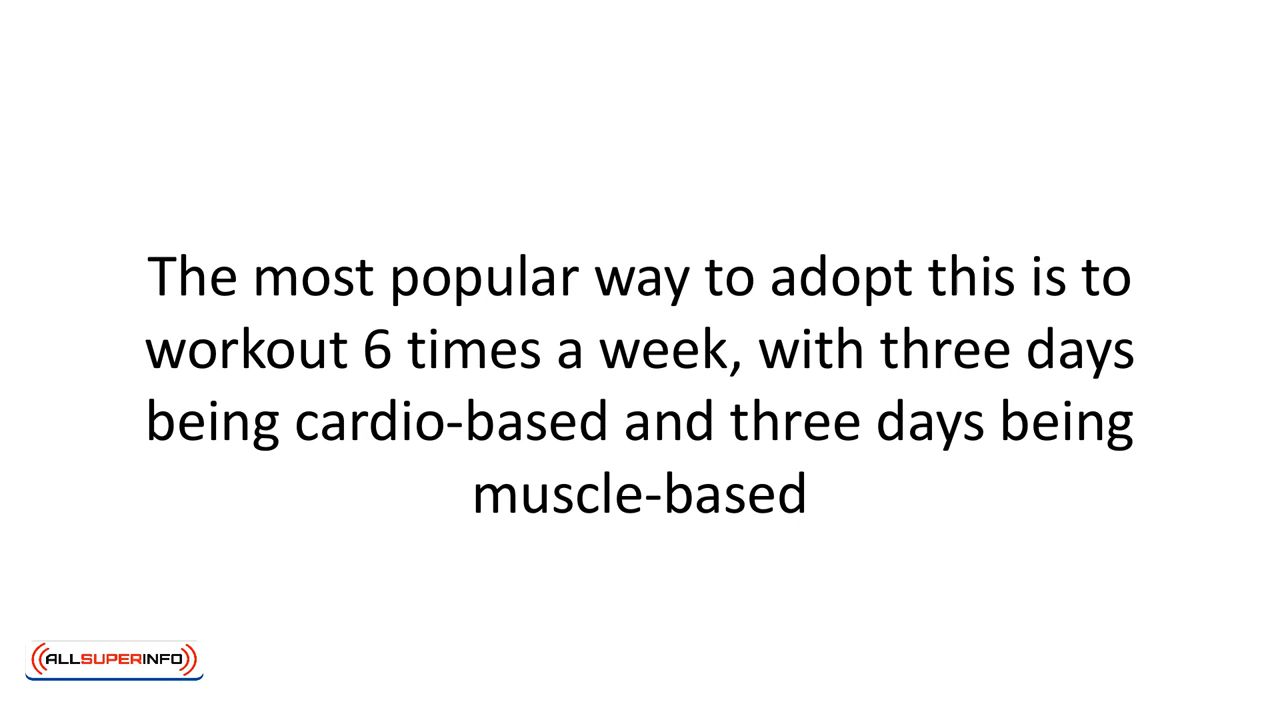 The most popular way to adopt this is to
workout 6 times a week, with three days
being cardio-based and three days being
muscle-based
ALLSUPERINFO